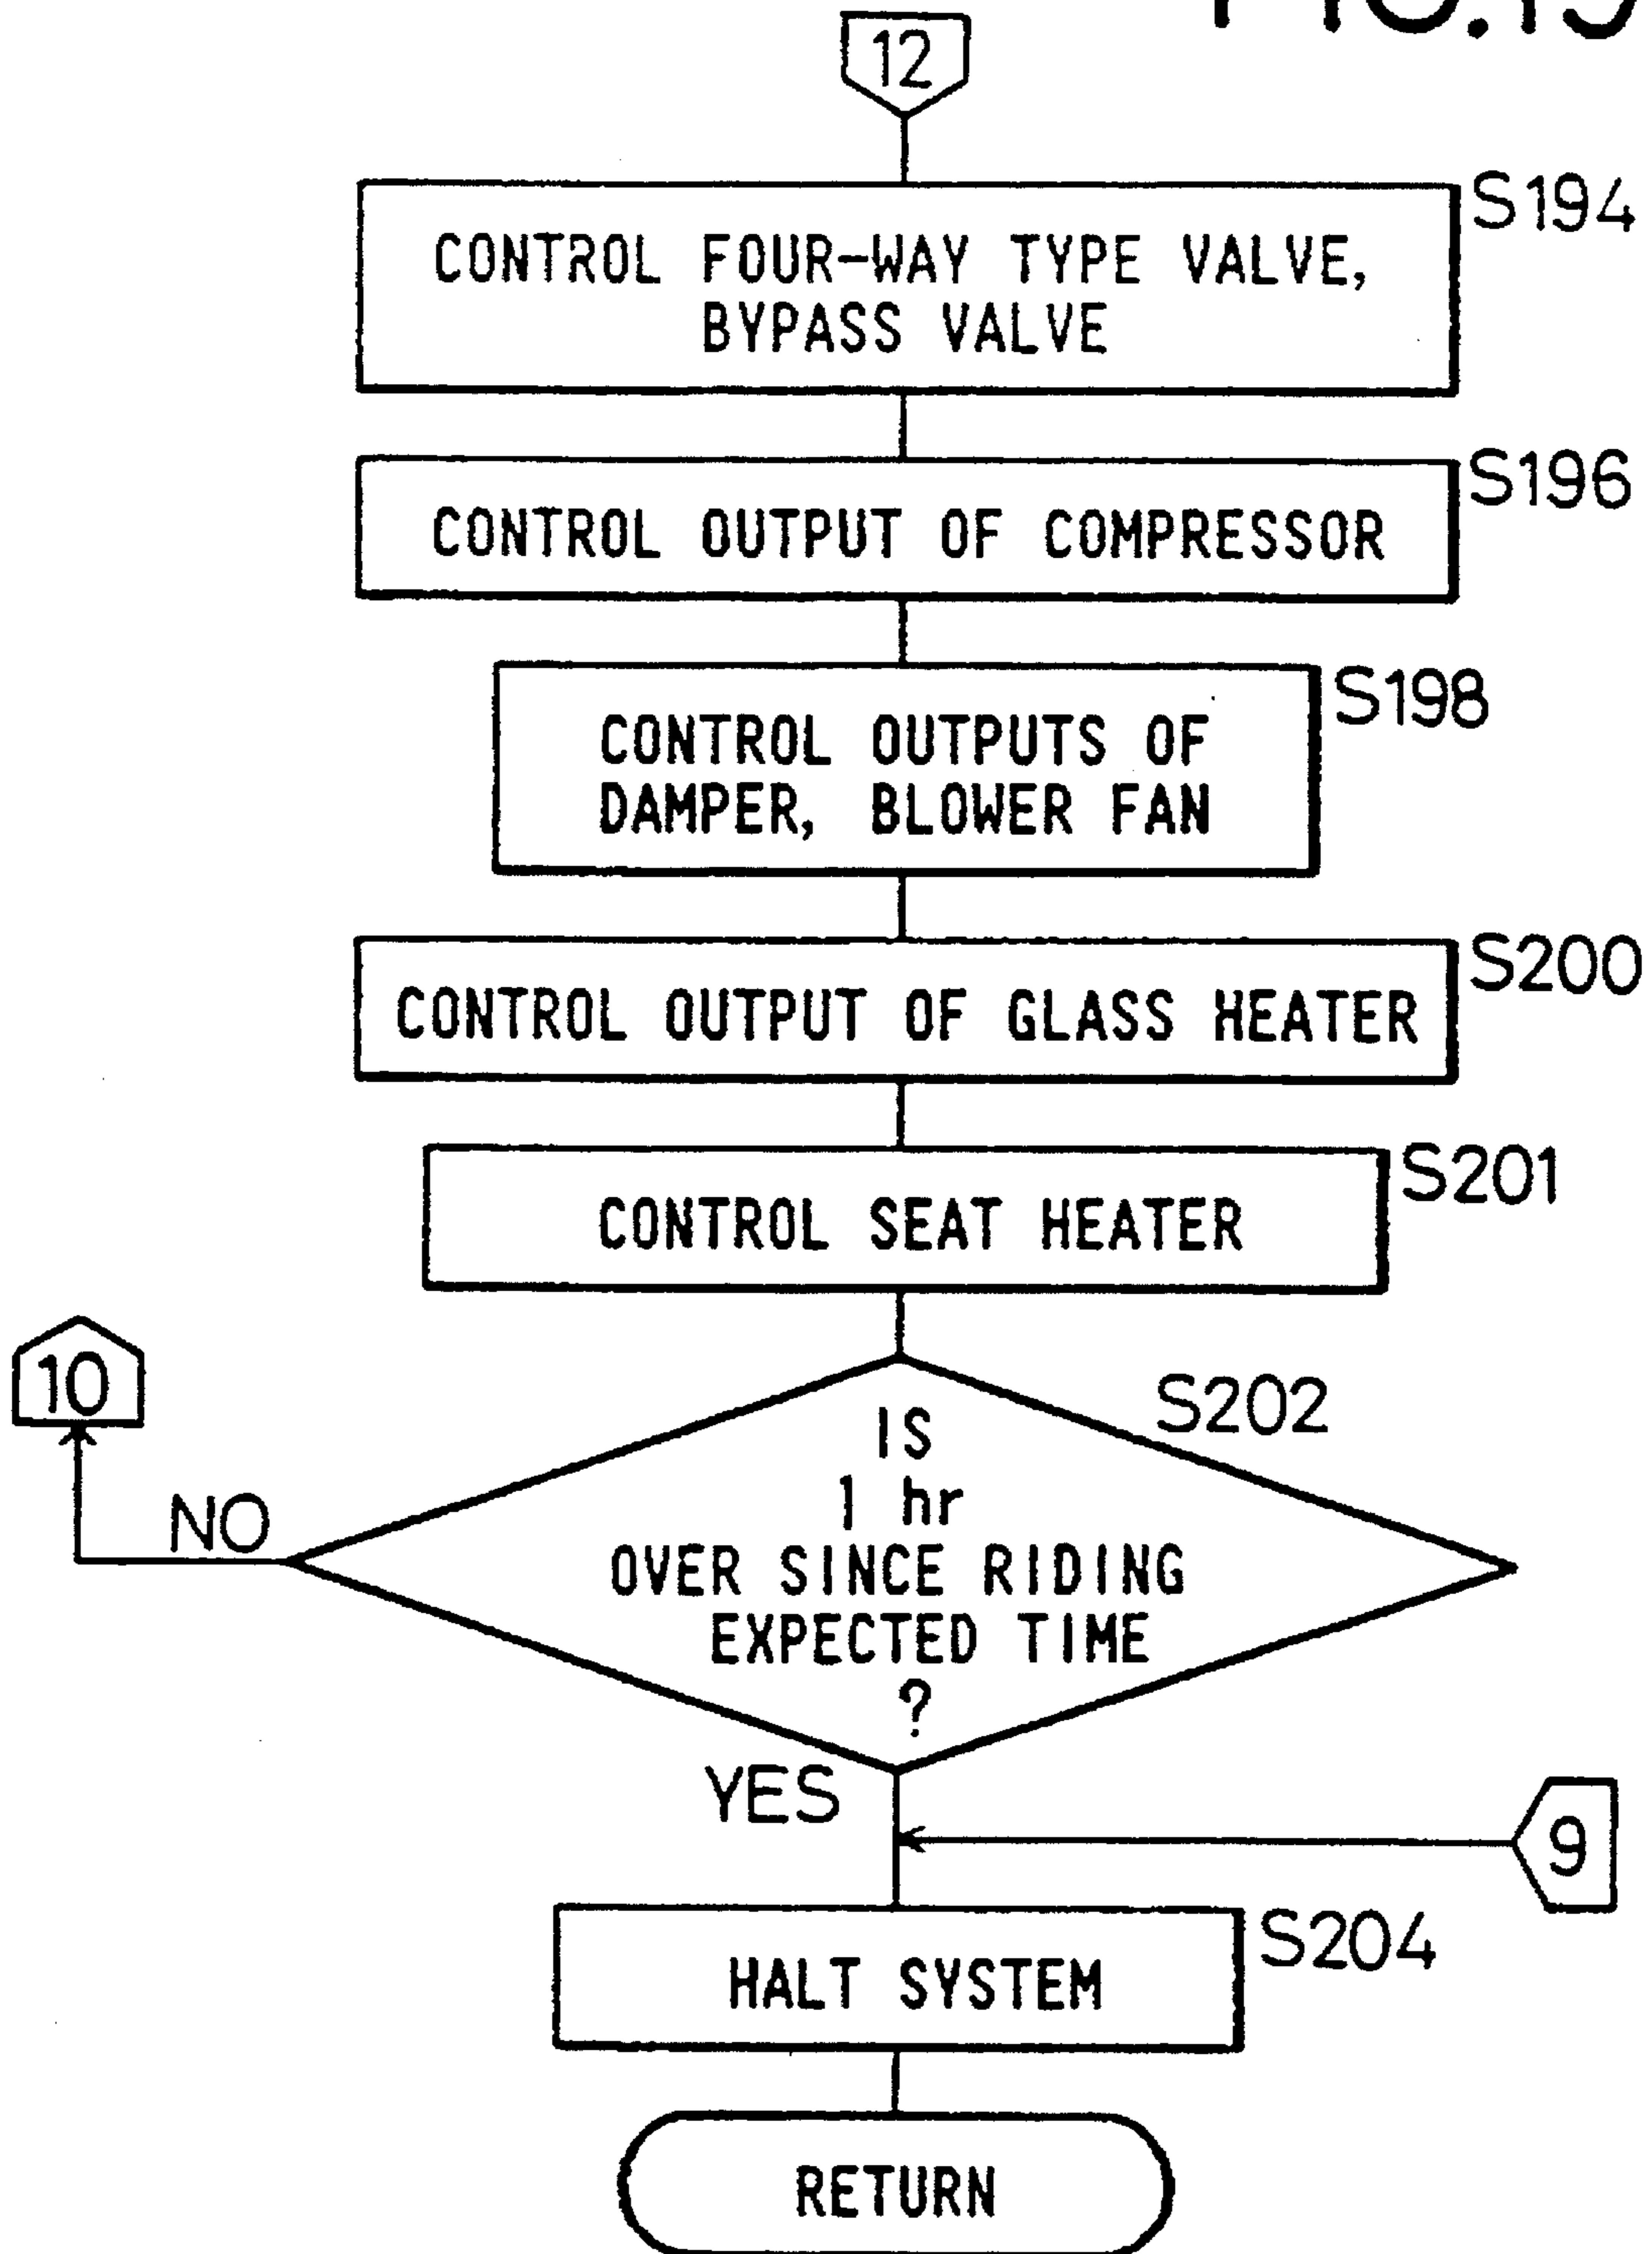 12
S194
CONTROL FOUR-WAY TYPE VALVE,
BYPASS VALVE
S196
CONTROL OUTPUT OF COMPRESSOR
S198
CONTROL OUTPUTS OF
DAMPER, BLOWER FAN
S200
CONTROL OUTPUT OF GLASS HEATER
S201
CONTROL SEAT HEATER
10
S202
IS
1 hr
OVER SINCE RIDING
EXPECTED TIME
?
NO
YES
9
S204
HALT SYSTEM
RETURN